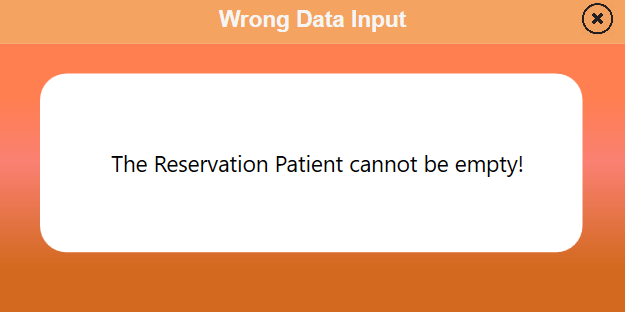 Wrong Data Input
The Reservation Patient cannot be empty!